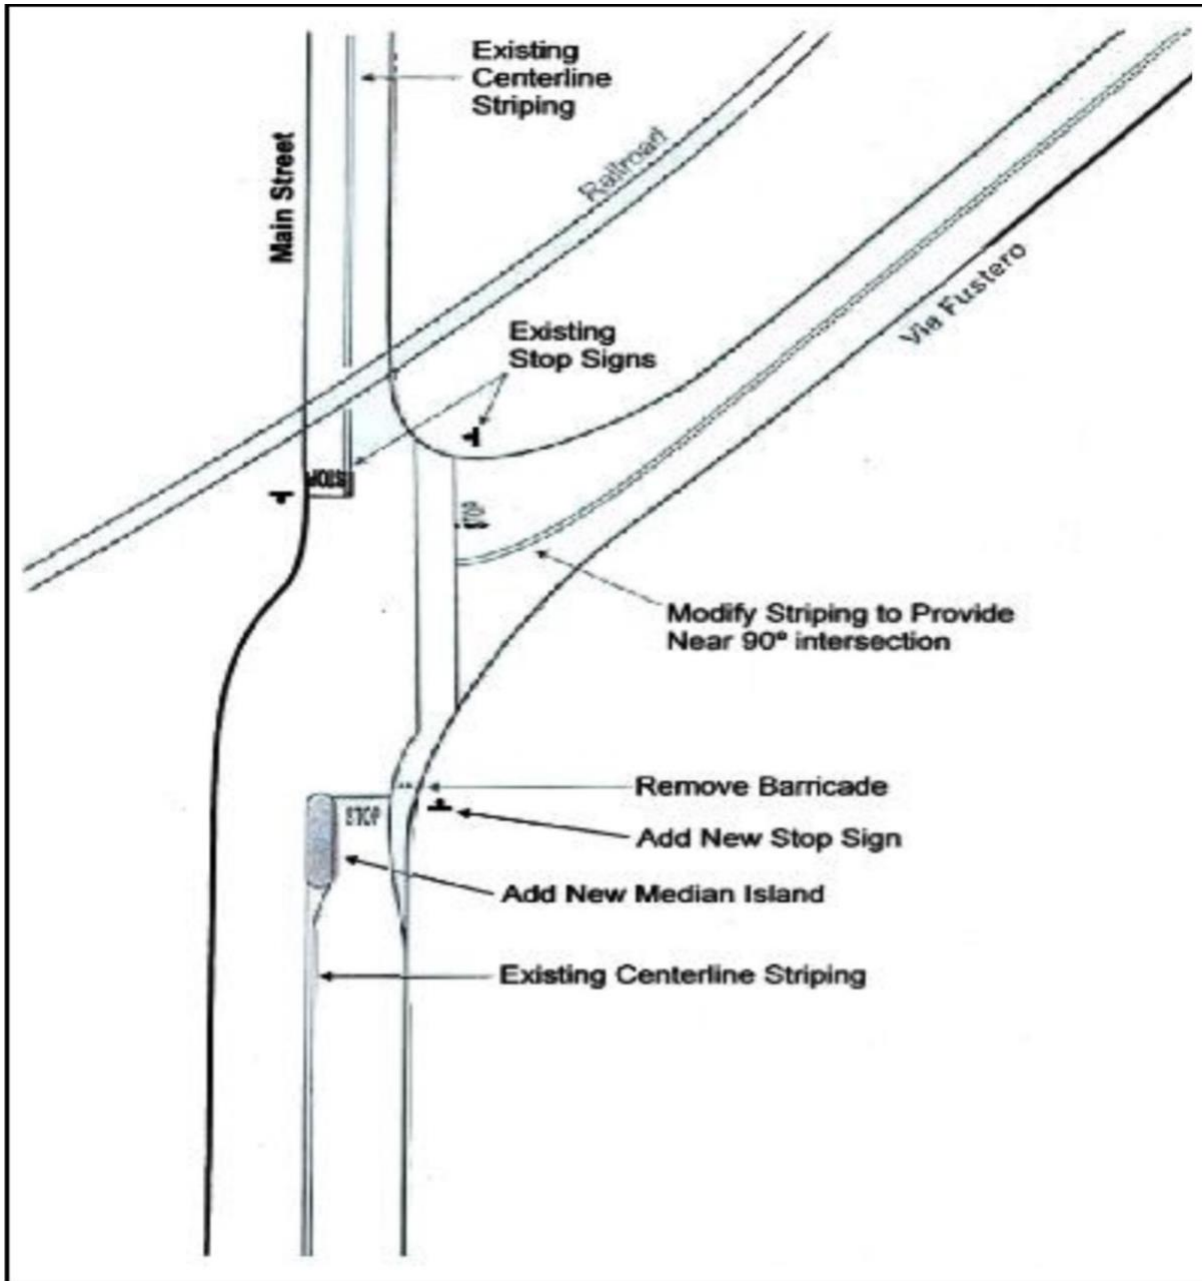 Existing
Centerline
Striping
Main Street
Railroad
Existing
Stop Signs
Via Fustero
STOP
STOP
Modify Striping to Provide
Near 90° intersection
Remove Barricade
STOP
Add New Stop Sign
Add New Median Island
Existing Centerline Striping